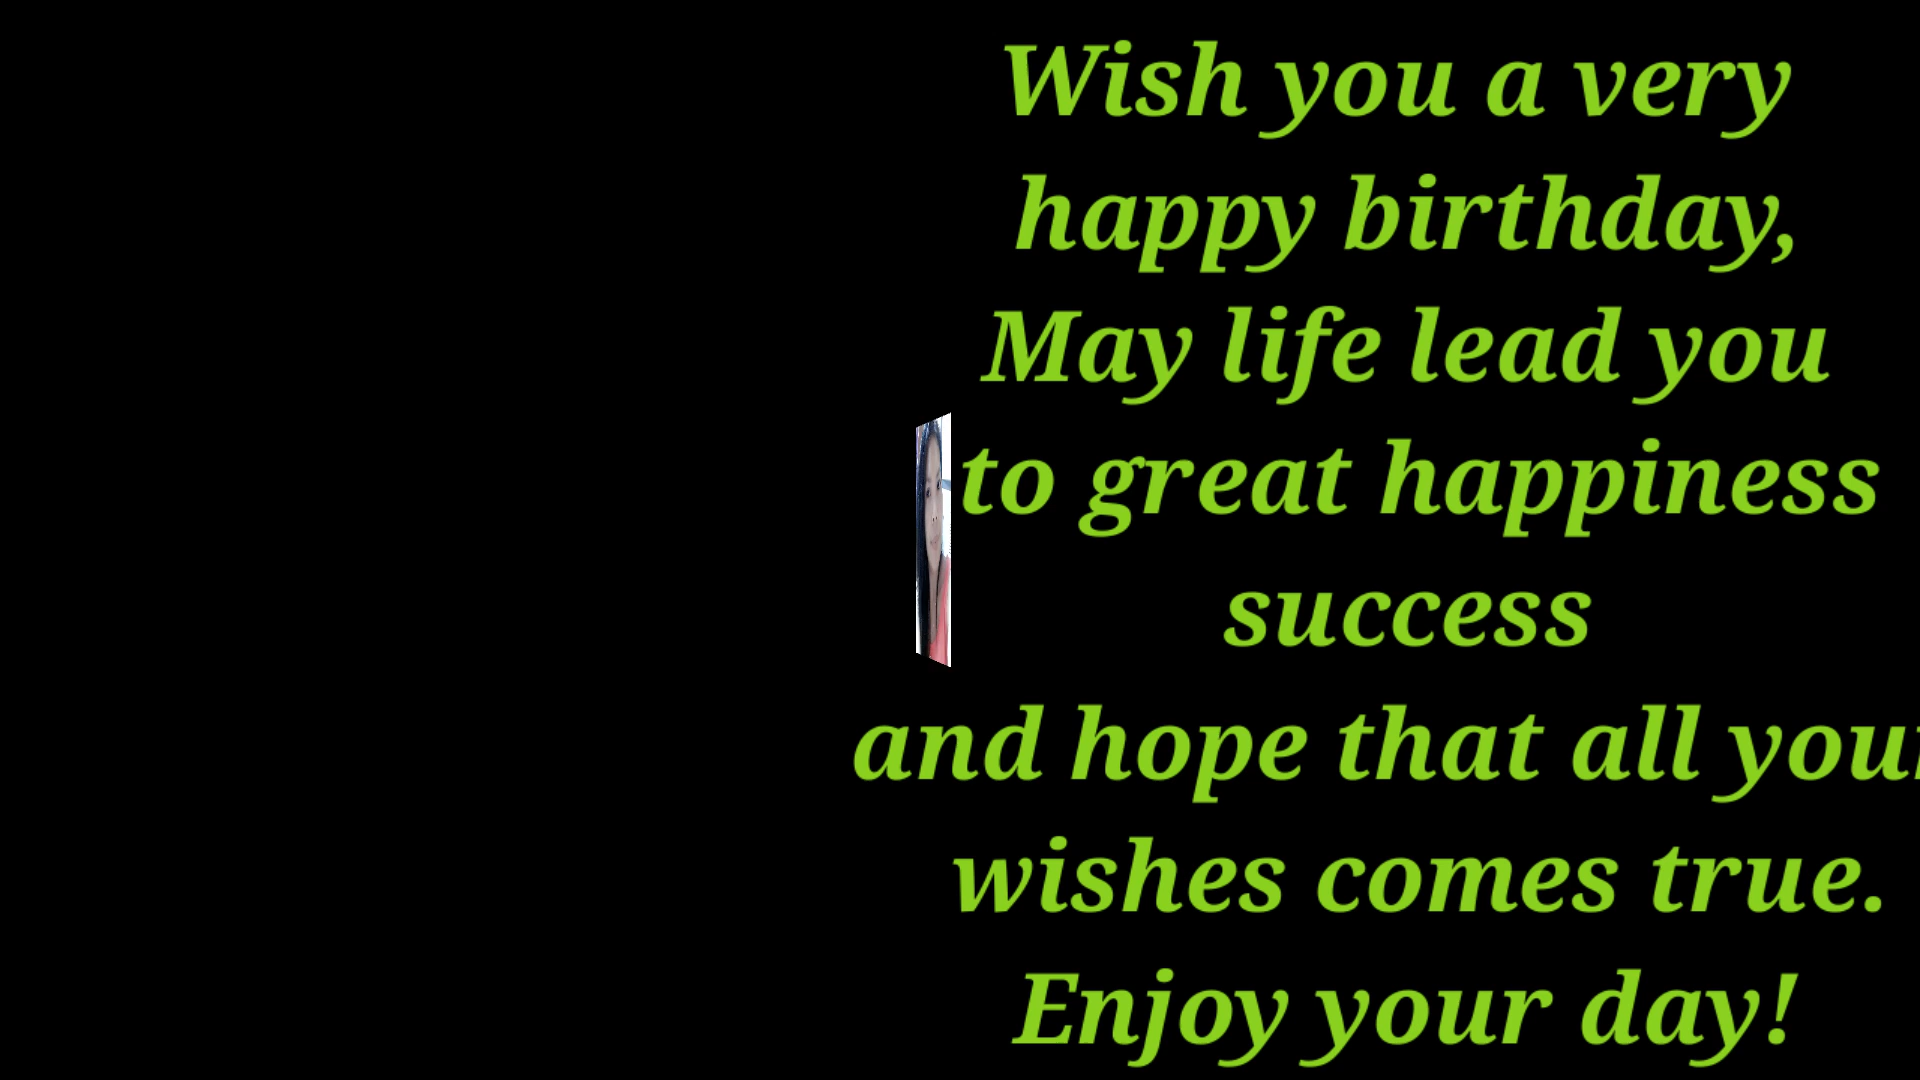 Wish you a very
happy birthday,
May life lead you
to great happiness
success
and hope that all your
wishes comes true.
Enjoy your day!